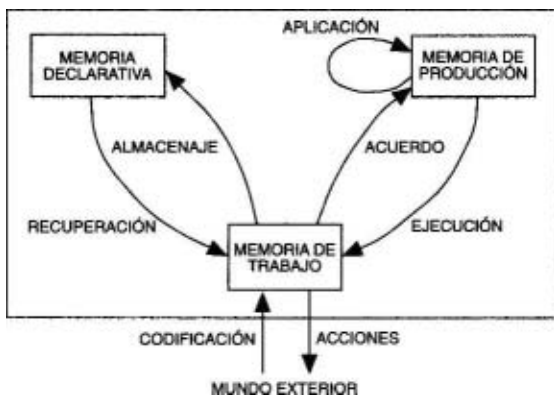 APLICACIÓN
MEMORIA
DECLARATIVA
MEMORIA DE
PRODUCCIÓN
ALMACENAJE
ACUERDO
RECUPERACIÓN
EJECUCIÓN
MEMORIA DE
TRABAJO
CODIFICACIÓN
ACCIONES
MUNDO EXTERIOR